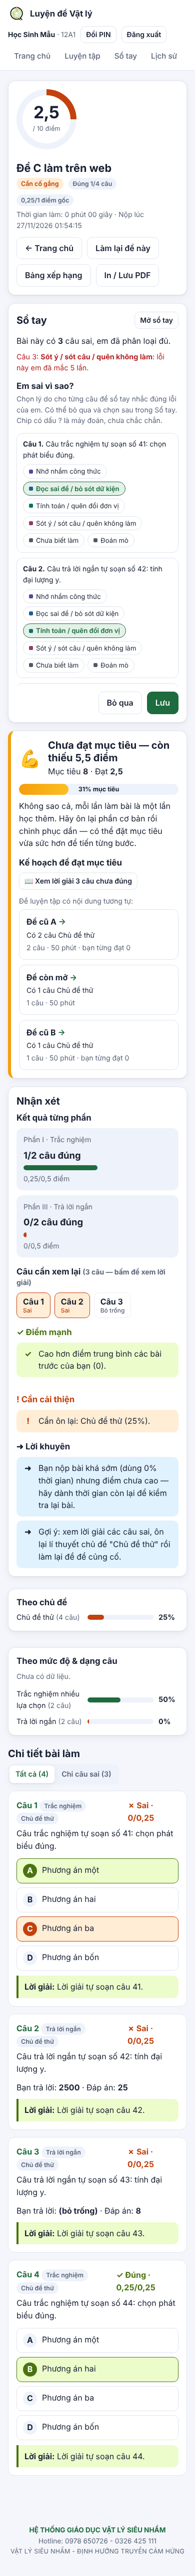 Luyện đề Vật lý
Học Sinh Mẫu · 12A1
Đổi PIN
Đăng xuất
Trang chủ
Luyện tập
Sổ tay
Lịch sử
2,5
/ 10 điểm
Đề C làm trên web
Cần cố gắng
Đúng 1/4 câu
0,25/1 điểm gốc
Thời gian làm: 0 phút 00 giây · Nộp lúc
27/11/2026 01:54:15
← Trang chủ
Làm lại đề này
Bảng xếp hạng
In / Lưu PDF
Sổ tay
Mở sổ tay
Bài này có 3 câu sai, em đã phân loại đủ.
Câu 3: Sót ý / sót câu / quên không làm: lỗi
này em đã mắc 5 lần.
Em sai vì sao?
Chọn lý do cho từng câu để sổ tay nhắc đúng lỗi
của em. Có thể bỏ qua và chọn sau trong Sổ tay.
Chip có dấu ? là máy đoán, chưa chắc chắn.
Câu 1. Câu trắc nghiệm tự soạn số 41: chọn
phát biểu đúng.
Nhớ nhầm công thức
Đọc sai đề / bỏ sót dữ kiện
Tính toán / quên đổi đơn vị
Sót ý / sót câu / quên không làm
Chưa biết làm
Đoán mò
Câu 2. Câu trả lời ngắn tự soạn số 42: tính
đại lượng y.
Nhớ nhầm công thức
Đọc sai đề / bỏ sót dữ kiện
Tính toán / quên đổi đơn vị
Sót ý / sót câu / quên không làm
Chưa biết làm
Đoán mò
Bỏ qua
Lưu
Chưa đạt mục tiêu — còn
thiếu 5,5 điểm
Mục tiêu 8 · Đạt 2,5
31% mục tiêu
Không sao cả, mỗi lần làm bài là một lần
học thêm. Hãy ôn lại phần cơ bản rồi
chinh phục dần — có thể đặt mục tiêu
vừa sức hơn để tiến từng bước.
Kế hoạch để đạt mục tiêu
Xem lời giải 3 câu chưa đúng
Đề luyện tập có nội dung tương tự:
Đề cũ A →
Có 2 câu Chủ đề thử
2 câu · 50 phút · bạn từng đạt 0
Đề còn mở →
Có 1 câu Chủ đề thử
1 câu · 50 phút
Đề cũ B →
Có 1 câu Chủ đề thử
1 câu · 50 phút · bạn từng đạt 0
Nhận xét
Kết quả từng phần
Phần I · Trắc nghiệm
1/2 câu đúng
0,25/0,5 điểm
Phần III · Trả lời ngắn
0/2 câu đúng
0/0,5 điểm
Câu cần xem lại (3 câu — bấm để xem lời
giải)
Câu 1
Sai
Câu 2
Sai
Câu 3
Bỏ trống
✓ Điểm mạnh
✓ Cao hơn điểm trung bình các bài
trước của bạn (0).
! Cần cải thiện
! Cần ôn lại: Chủ đề thử (25%).
➜ Lời khuyên
➜ Bạn nộp bài khá sớm (dùng 0%
thời gian) nhưng điểm chưa cao —
hãy dành thời gian còn lại để kiểm
tra lại bài.
➜ Gợi ý: xem lời giải các câu sai, ôn
lại lí thuyết chủ đề "Chủ đề thử" rồi
làm lại đề để củng cố.
Theo chủ đề
Chủ đề thử (4 câu)
25%
Theo mức độ & dạng câu
Chưa có dữ liệu.
Trắc nghiệm nhiều
lựa chọn (2 câu)
50%
Trả lời ngắn (2 câu)
0%
Chi tiết bài làm
Tất cả (4)
Chỉ câu sai (3)
Câu 1 Trắc nghiệm
Chủ đề thử
✗ Sai ·
0/0,25
Câu trắc nghiệm tự soạn số 41: chọn phát
biểu đúng.
A Phương án một
B Phương án hai
C Phương án ba
D Phương án bốn
Lời giải: Lời giải tự soạn câu 41.
Câu 2 Trả lời ngắn
Chủ đề thử
✗ Sai ·
0/0,25
Câu trả lời ngắn tự soạn số 42: tính đại
lượng y.
Bạn trả lời: 2500 · Đáp án: 25
Lời giải: Lời giải tự soạn câu 42.
Câu 3 Trả lời ngắn
Chủ đề thử
✗ Sai ·
0/0,25
Câu trả lời ngắn tự soạn số 43: tính đại
lượng y.
Bạn trả lời: (bỏ trống) · Đáp án: 8
Lời giải: Lời giải tự soạn câu 43.
Câu 4 Trắc nghiệm
Chủ đề thử
✓ Đúng ·
0,25/0,25
Câu trắc nghiệm tự soạn số 44: chọn phát
biểu đúng.
A Phương án một
B Phương án hai
C Phương án ba
D Phương án bốn
Lời giải: Lời giải tự soạn câu 44.
HỆ THỐNG GIÁO DỤC VẬT LÝ SIÊU NHẨM
Hotline: 0978 650726 - 0326 425 111
VẬT LÝ SIÊU NHẨM - ĐỊNH HƯỚNG TRUYỀN CẢM HỨNG